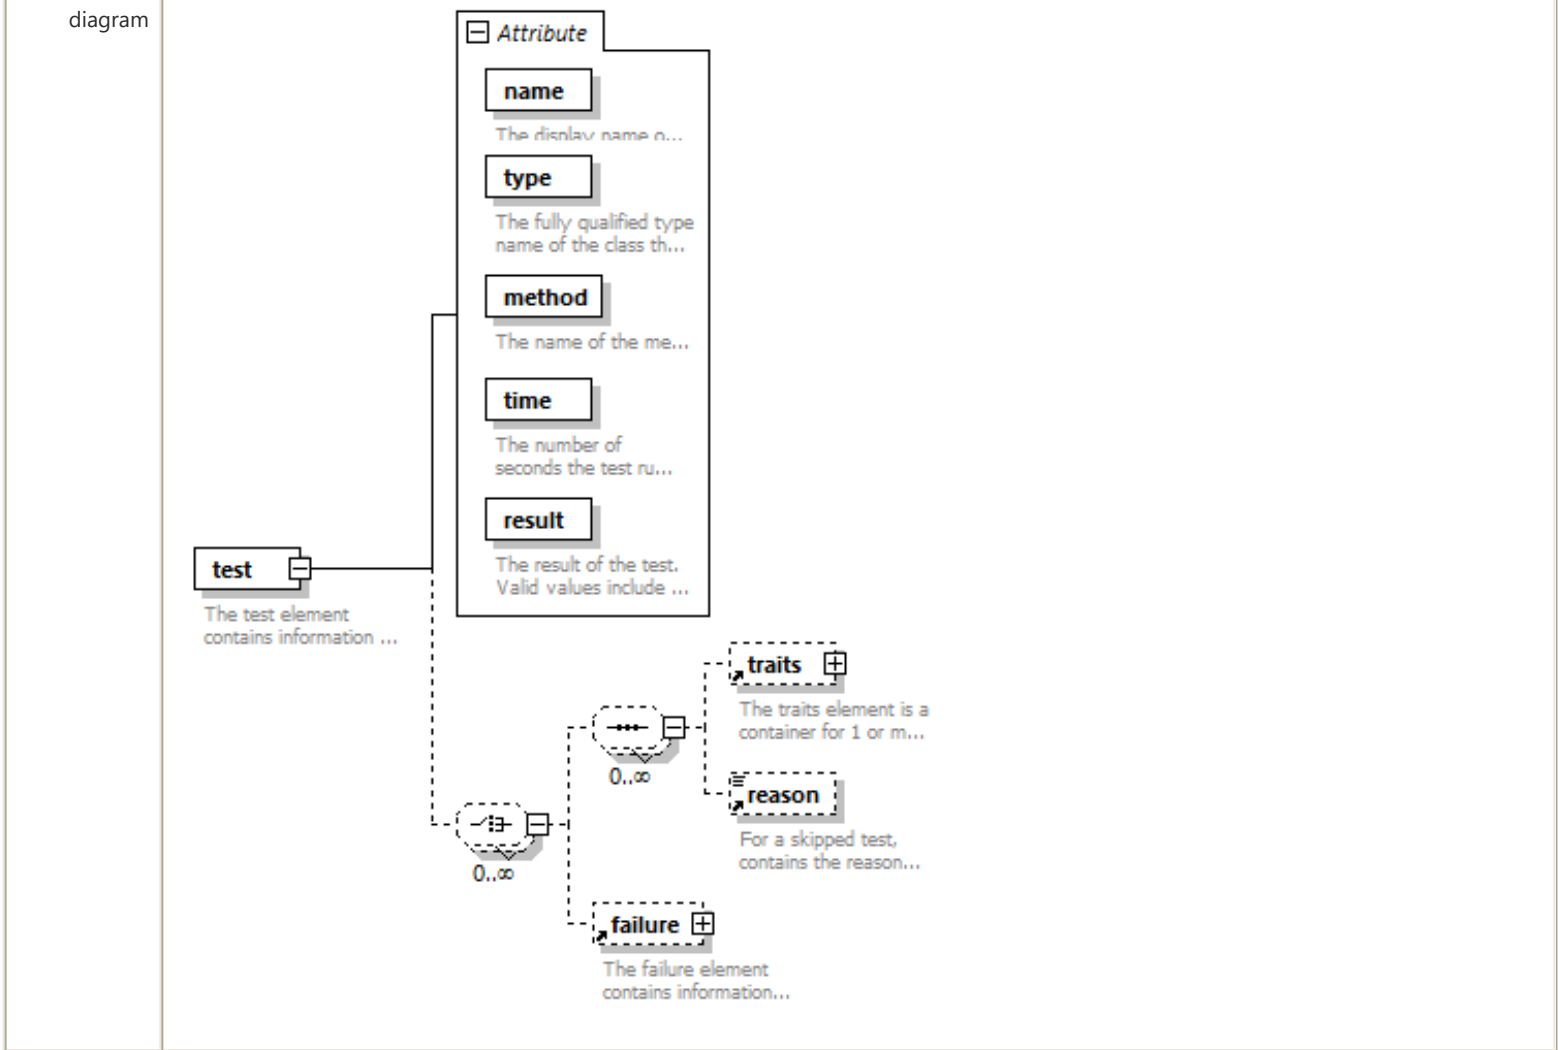 diagram
Attribute
name
The display name o...
type
The fully qualified type
name of the class th...
method
The name of the me...
time
The number of
seconds the test ru...
result
The result of the test.
Valid values include ...
test
The test element
contains information ...
traits
The traits element is a
container for 1 or m...
0..∞
reason
For a skipped test,
contains the reason...
0..∞
failure
The failure element
contains information...